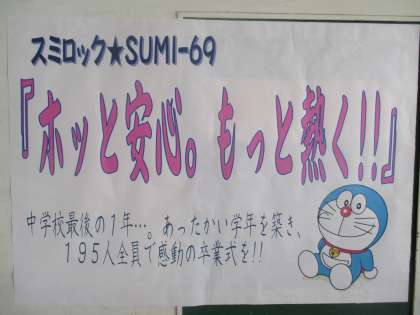 スミロック★SUMI-69
『ホッと安心。もっと熱く!!』
中学校最後の1年…。あったかい学年を築き、
195人全員で感動の卒業式を!!